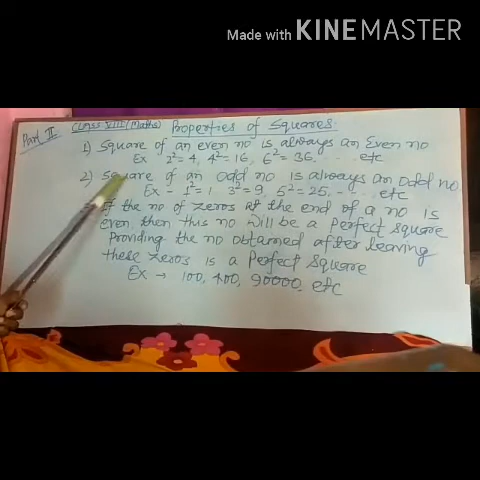 Made with KINEMASTER
Part II
CLASS VIII (Maths) Properties of Squares
1) Square of an even no is always an Even no
Ex 2² = 4, 4² = 16, 6² = 36. . . . . etc
2) Square of an odd no is always an odd no.
Ex - 1² = 1 3² = 9, 5² = 25. - - . . etc
If the no of zeros at the end of a no is
even then this no will be a Perfect square
Providing the no obtained after leaving
these zeros is a Perfect square
Ex → 100, 400, 90000, etc